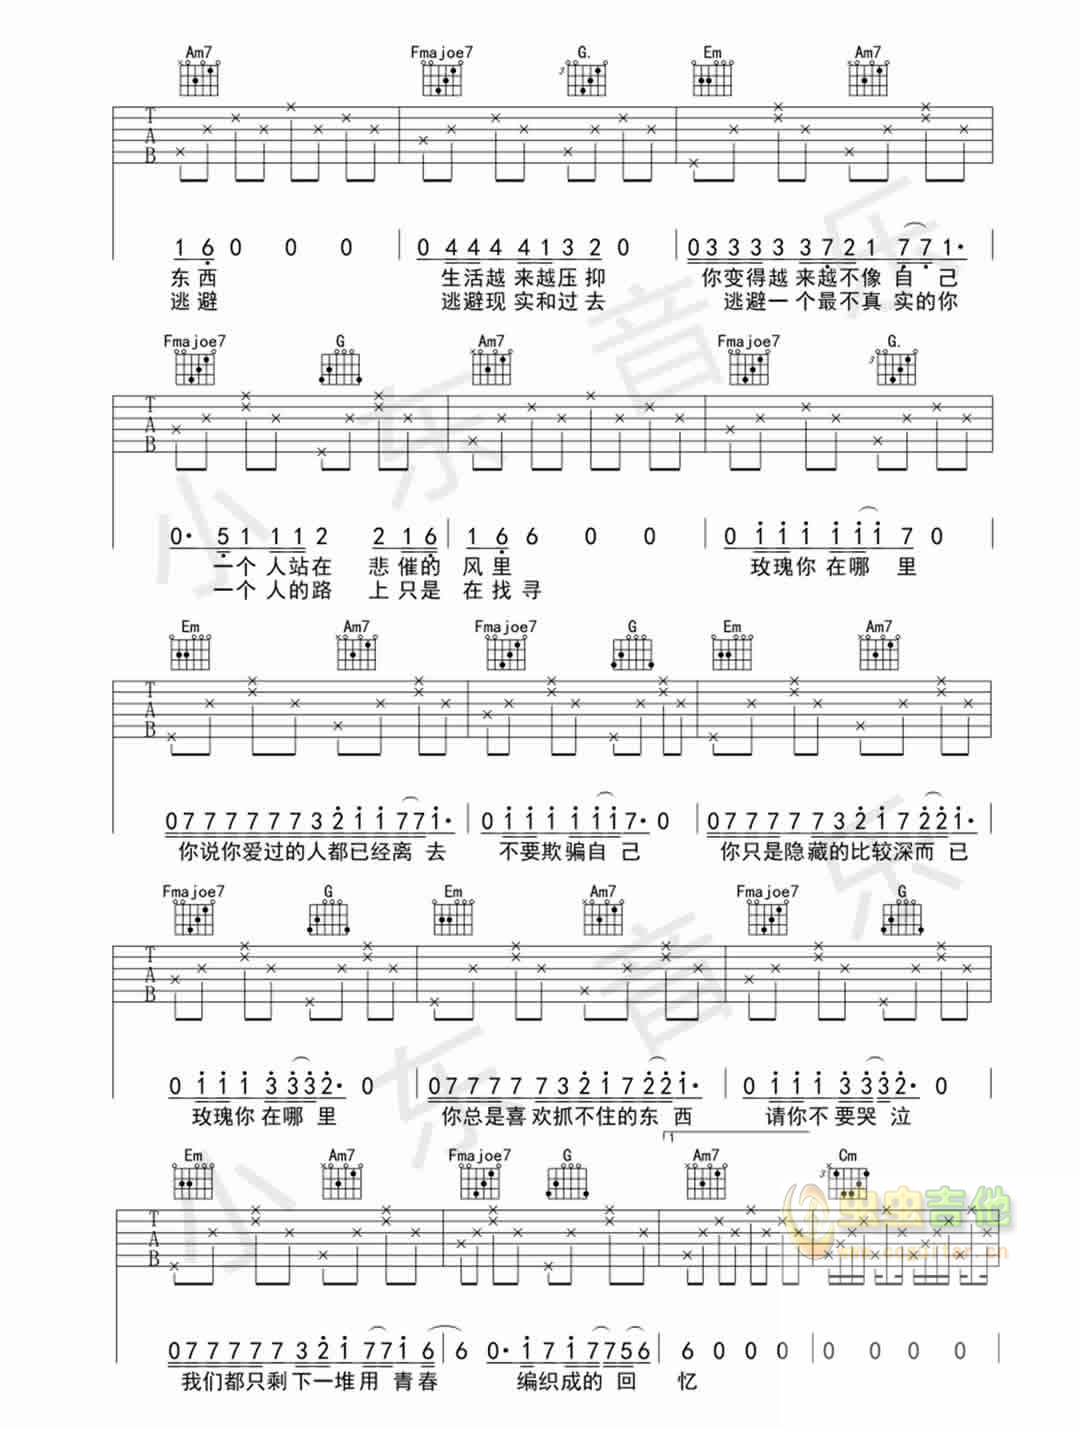 Am7 Fmajoe7 G. Em Am7
3
T
A
B
1 6 0 0 0 0 4 4 4 4 1 3 2 0 0 3 3 3 3 3 7 2 1 7 7 1·
东西 生活越来越压抑 你变得越来越不像自己
逃避 逃避现实和过去 逃避一个最不真实的你
Fmajoe7 G Am7 Fmajoe7 G.
3
T
A
B
0· 5 1 1 1 2 2 1 6 1 6 6 0 0 0 1 1 1 1 1 1 7 0
一个人站在 悲催的风里 玫瑰你在哪里
一个人的路 上只是在找寻
Em Am7 Fmajoe7 G Em Am7
T
A
B
0 7 7 7 7 7 7 3 2 1 1 7 7 1· 0 1 1 1 1 1 1 7· 0 0 7 7 7 7 7 3 2 1 7 2 2 1·
你说你爱过的人都已经离去 不要欺骗自己 你只是隐藏的比较深而已
Fmajoe7 G Em Am7 Fmajoe7 G
T
A
B
0 1 1 1 3 3 3 2· 0 0 7 7 7 7 7 3 2 1 7 2 2 1· 0 1 1 1 3 3 3 2· 0
玫瑰你在哪里 你总是喜欢抓不住的东西 请你不要哭泣
1
Em Am7 Fmajoe7 G Am7 Cm
3
T
A
B
0 7 7 7 7 7 3 2 1 7 7 1 6 6 0· 1 7 1 7 7 5 6 6 0 0 0 0 0 0 0
我们都只剩下一堆用青春 编织成的回忆
小东音乐
小东音乐
虫虫吉他
www.ccguitar.cn